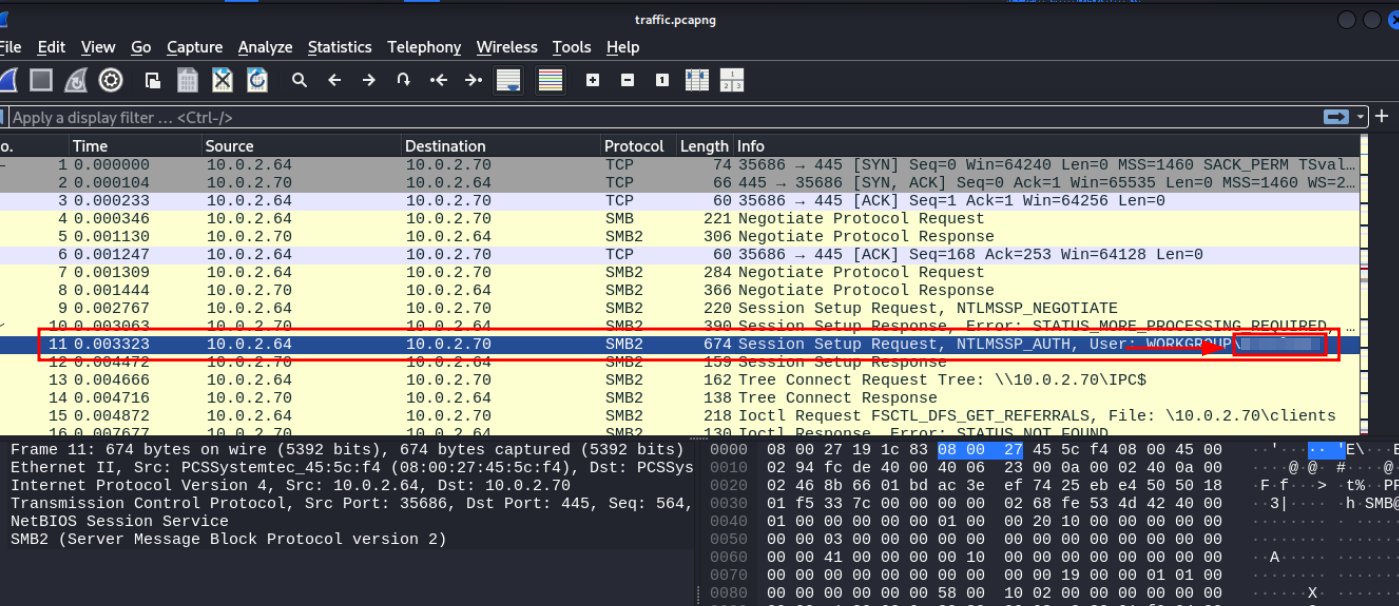 traffic.pcapng
File Edit View Go Capture Analyze Statistics Telephony Wireless Tools Help
Apply a display filter … <Ctrl-/>
o. Time Source Destination Protocol Length Info
1 0.000000 10.0.2.64 10.0.2.70 TCP 74 35686 → 445 [SYN] Seq=0 Win=64240 Len=0 MSS=1460 SACK_PERM TSval…
2 0.000104 10.0.2.70 10.0.2.64 TCP 66 445 → 35686 [SYN, ACK] Seq=0 Ack=1 Win=65535 Len=0 MSS=1460 WS=2…
3 0.000233 10.0.2.64 10.0.2.70 TCP 60 35686 → 445 [ACK] Seq=1 Ack=1 Win=64256 Len=0
4 0.000346 10.0.2.64 10.0.2.70 SMB 221 Negotiate Protocol Request
5 0.001130 10.0.2.70 10.0.2.64 SMB2 306 Negotiate Protocol Response
6 0.001247 10.0.2.64 10.0.2.70 TCP 60 35686 → 445 [ACK] Seq=168 Ack=253 Win=64128 Len=0
7 0.001309 10.0.2.64 10.0.2.70 SMB2 284 Negotiate Protocol Request
8 0.001444 10.0.2.70 10.0.2.64 SMB2 366 Negotiate Protocol Response
9 0.002767 10.0.2.64 10.0.2.70 SMB2 220 Session Setup Request, NTLMSSP_NEGOTIATE
10 0.003063 10.0.2.70 10.0.2.64 SMB2 390 Session Setup Response, Error: STATUS_MORE_PROCESSING_REQUIRED, …
11 0.003323 10.0.2.64 10.0.2.70 SMB2 674 Session Setup Request, NTLMSSP_AUTH, User: WORKGROUP\
12 0.004472 10.0.2.70 10.0.2.64 SMB2 159 Session Setup Response
13 0.004666 10.0.2.64 10.0.2.70 SMB2 162 Tree Connect Request Tree: \\10.0.2.70\IPC$
14 0.004716 10.0.2.70 10.0.2.64 SMB2 138 Tree Connect Response
15 0.004872 10.0.2.64 10.0.2.70 SMB2 218 Ioctl Request FSCTL_DFS_GET_REFERRALS, File: \10.0.2.70\clients
16 0.007677 10.0.2.70 10.0.2.64 SMB2 130 Ioctl Response, Error: STATUS_NOT_FOUND
Frame 11: 674 bytes on wire (5392 bits), 674 bytes captured (5392 bits)
Ethernet II, Src: PCSSystemtec_45:5c:f4 (08:00:27:45:5c:f4), Dst: PCSSys
Internet Protocol Version 4, Src: 10.0.2.64, Dst: 10.0.2.70
Transmission Control Protocol, Src Port: 35686, Dst Port: 445, Seq: 564,
NetBIOS Session Service
SMB2 (Server Message Block Protocol version 2)
0000 08 00 27 19 1c 83 08 00 27 45 5c f4 08 00 45 00 ··'·····'E\···E
0010 02 94 fc de 40 00 40 06 23 00 0a 00 02 40 0a 00 ····@·@·#····@··
0020 02 46 8b 66 01 bd ac 3e ef 74 25 eb e4 50 50 18 ·F·f···>·t%··PP
0030 01 f5 33 7c 00 00 00 00 02 68 fe 53 4d 42 40 00 ··3|·····h·SMB@
0040 01 00 00 00 00 00 01 00 00 20 10 00 00 00 00 00
0050 00 00 03 00 00 00 00 00 00 00 00 00 00 00 00 00
0060 00 00 41 00 00 00 00 10 00 00 00 00 00 00 00 00 ··A·············
0070 00 00 00 00 00 00 00 00 00 00 19 00 00 01 01 00
0080 00 00 00 00 00 00 58 00 10 02 00 00 00 00 00 00 ······X·········